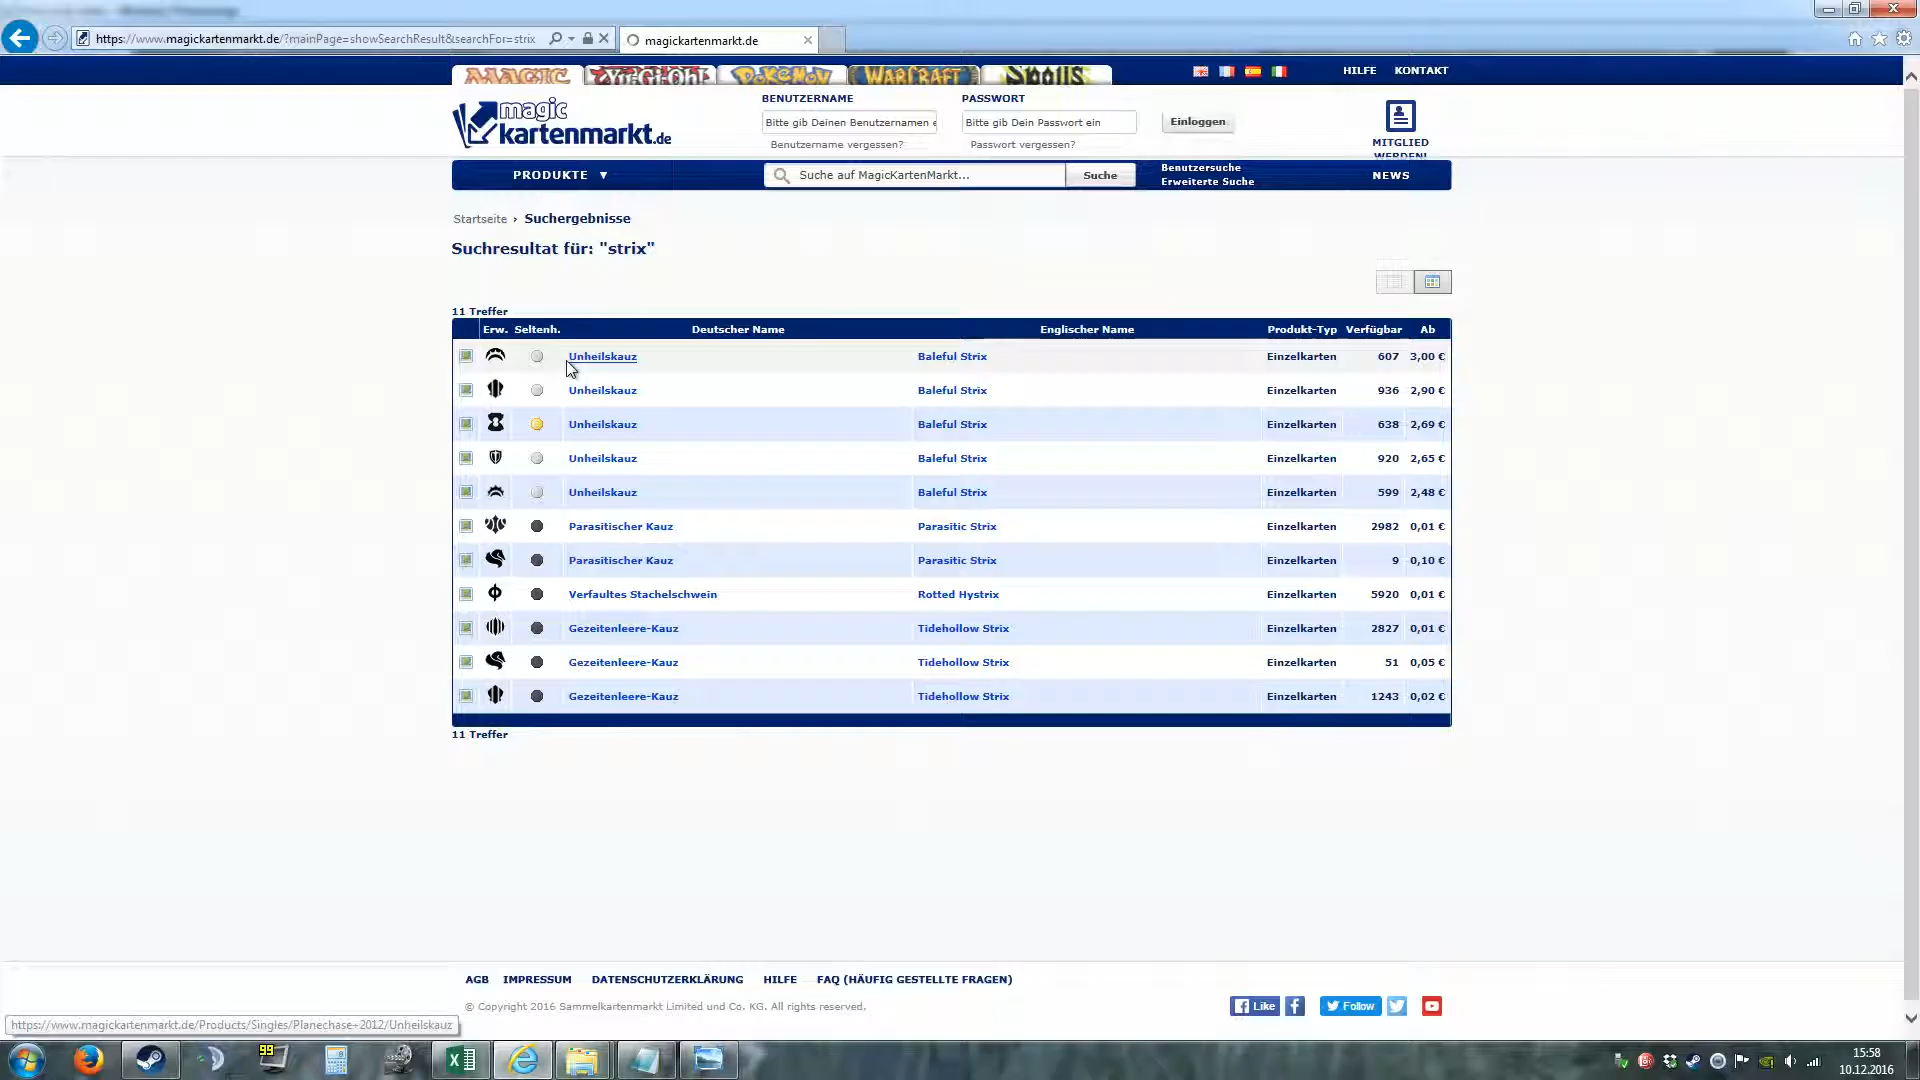 https://www.magickartenmarkt.de/?mainPage=showSearchResult&searchFor=strix
magickartenmarkt.de
MAGIC YU-GI-OH! POKéMON WARCRAFT SPOILS
HILFE KONTAKT
magic
kartenmarkt.de
BENUTZERNAME PASSWORT
Bitte gib Deinen Benutzernamen e Bitte gib Dein Passwort ein Einloggen
Benutzername vergessen? Passwort vergessen?
MITGLIED
WERDEN!
PRODUKTE ▼ Suche auf MagicKartenMarkt... Suche Benutzersuche NEWS
Erweiterte Suche
Startseite › Suchergebnisse
Suchresultat für: "strix"
11 Treffer
Erw. Seltenh. Deutscher Name Englischer Name Produkt-Typ Verfügbar Ab
Unheilskauz Baleful Strix Einzelkarten 607 3,00 €
Unheilskauz Baleful Strix Einzelkarten 936 2,90 €
Unheilskauz Baleful Strix Einzelkarten 638 2,69 €
Unheilskauz Baleful Strix Einzelkarten 920 2,65 €
Unheilskauz Baleful Strix Einzelkarten 599 2,48 €
Parasitischer Kauz Parasitic Strix Einzelkarten 2982 0,01 €
Parasitischer Kauz Parasitic Strix Einzelkarten 9 0,10 €
Verfaultes Stachelschwein Rotted Hystrix Einzelkarten 5920 0,01 €
Gezeitenleere-Kauz Tidehollow Strix Einzelkarten 2827 0,01 €
Gezeitenleere-Kauz Tidehollow Strix Einzelkarten 51 0,05 €
Gezeitenleere-Kauz Tidehollow Strix Einzelkarten 1243 0,02 €
11 Treffer
AGB IMPRESSUM DATENSCHUTZERKLÄRUNG HILFE FAQ (HÄUFIG GESTELLTE FRAGEN)
© Copyright 2016 Sammelkartenmarkt Limited und Co. KG. All rights reserved.
Like Follow
https://www.magickartenmarkt.de/Products/Singles/Planechase+2012/Unheilskauz
99
15:58
10.12.2016